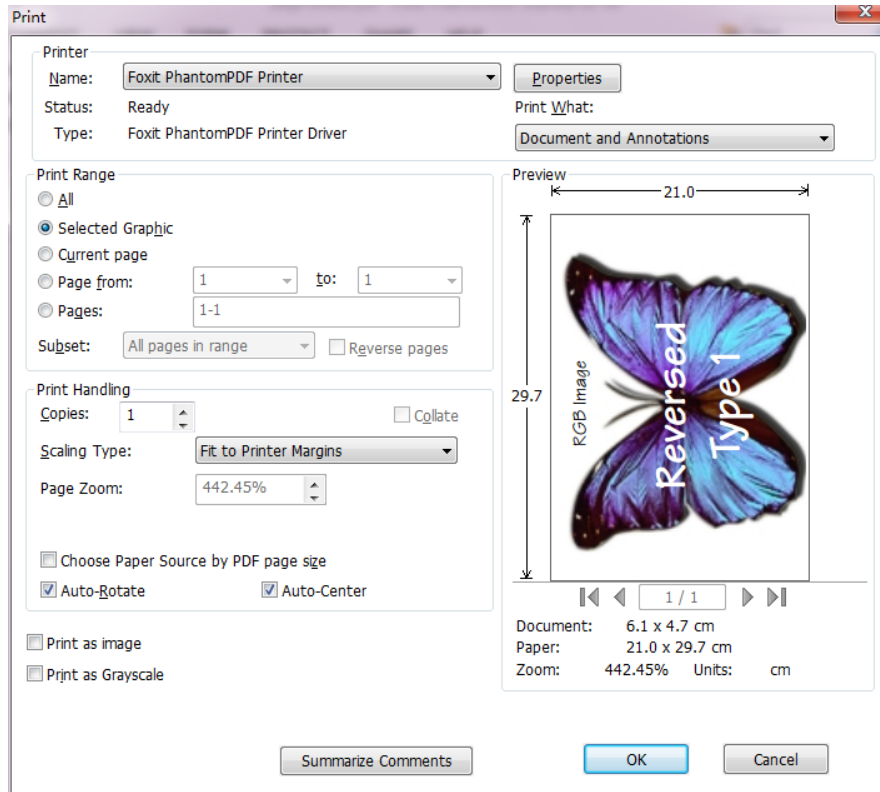 Print
Printer
Name: Foxit PhantomPDF Printer Properties
Status: Ready Print What:
Type: Foxit PhantomPDF Printer Driver Document and Annotations
Print Range
All
Selected Graphic
Current page
Page from: 1 to: 1
Pages: 1-1
Subset: All pages in range Reverse pages
Print Handling
Copies: 1 Collate
Scaling Type: Fit to Printer Margins
Page Zoom: 442.45%
Choose Paper Source by PDF page size
Auto-Rotate Auto-Center
Print as image
Print as Grayscale
Preview
21.0
29.7
RGB Image
Reversed
Type 1
1 / 1
Document: 6.1 x 4.7 cm
Paper: 21.0 x 29.7 cm
Zoom: 442.45% Units: cm
Summarize Comments OK Cancel